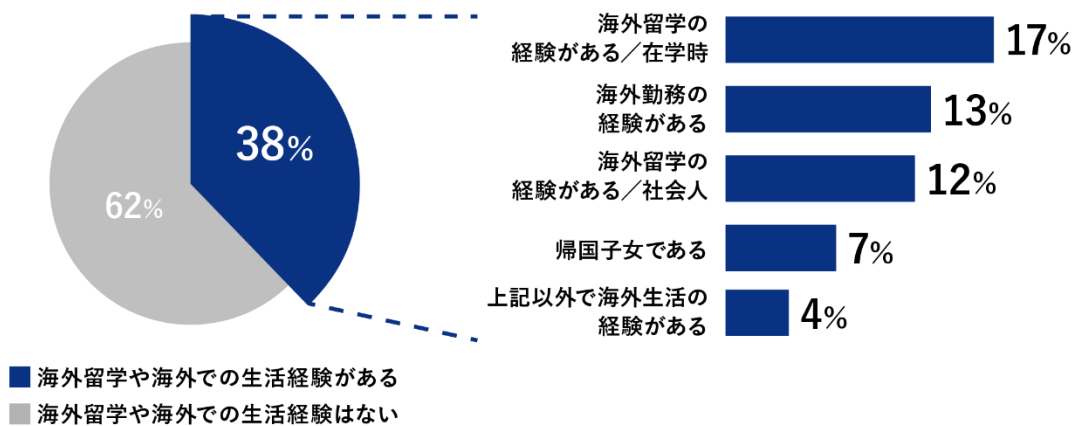 38%
62%
海外留学の
経験がある／在学時
17%
海外勤務の
経験がある
13%
海外留学の
経験がある／社会人
12%
帰国子女である
7%
上記以外で海外生活の
経験がある
4%
海外留学や海外での生活経験がある
海外留学や海外での生活経験はない